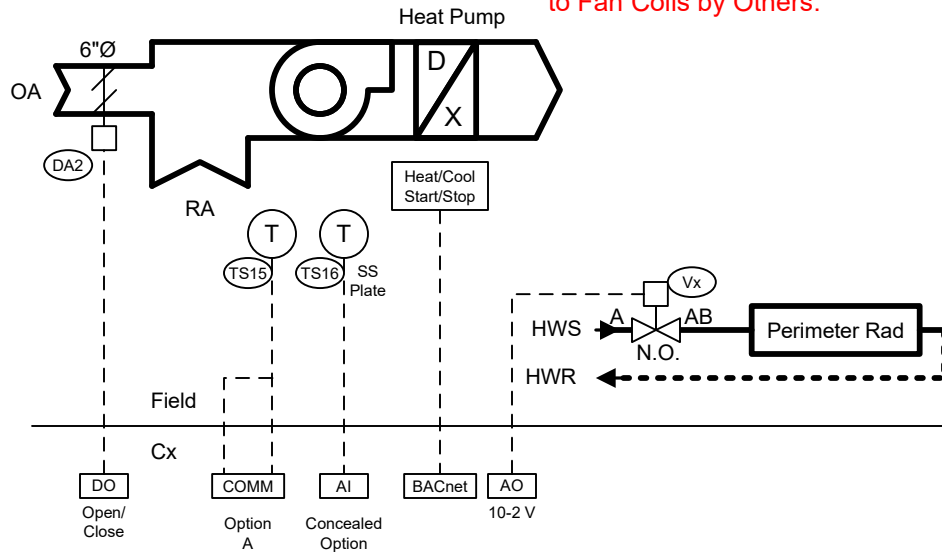 to Fan Coils by Others.
Heat Pump
6"Ø
OA
D
X
DA2
RA
Heat/Cool
Start/Stop
T
T
TS15
TS16
SS
Plate
Vx
HWS
A
AB
N.O.
Perimeter Rad
HWR
Field
Cx
DO
COMM
AI
BACnet
AO
Open/
Close
Option
A
Concealed
Option
10-2 V